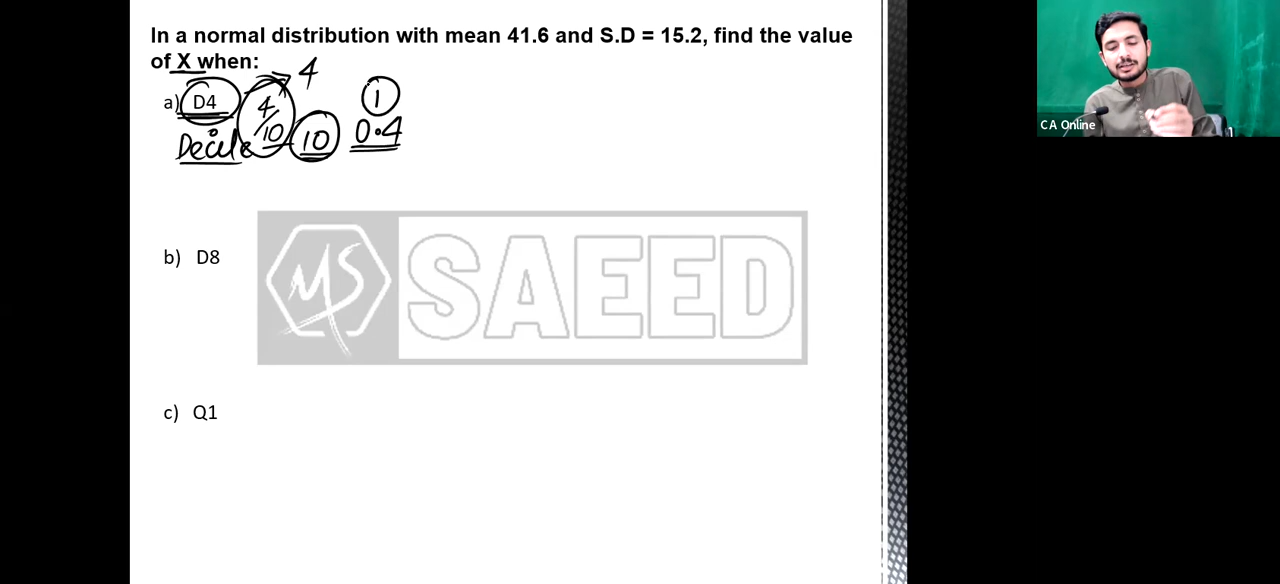 In a normal distribution with mean 41.6 and S.D = 15.2, find the value
of X when:
4
a) D4 4/10 10 1
Decile 0.4
b) D8
MS SAEED
c) Q1
C A Online